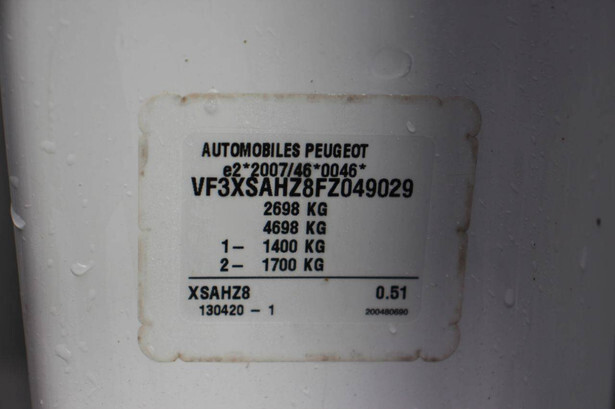 AUTOMOBILES PEUGEOT
e2*2007/46*0046*
VF3XSAHZ8FZ049029
2698 KG
4698 KG
1- 1400 KG
2- 1700 KG
XSAHZ8 0.51
130420 - 1 200480690